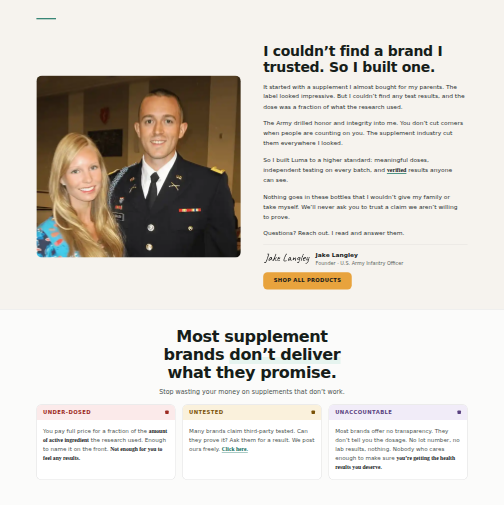 I couldn’t find a brand I
trusted. So I built one.
It started with a supplement I almost bought for my parents. The
label looked impressive. But I couldn’t find any test results, and the
dose was a fraction of what the research used.
The Army drilled honor and integrity into me. You don’t cut corners
when people are counting on you. The supplement industry cut
them everywhere I looked.
So I built Luma to a higher standard: meaningful doses,
independent testing on every batch, and verified results anyone
can see.
Nothing goes in these bottles that I wouldn’t give my family or
take myself. We’ll never ask you to trust a claim we aren’t willing
to prove.
Questions? Reach out. I read and answer them.
Jake Langley
Jake Langley
Founder · U.S. Army Infantry Officer
SHOP ALL PRODUCTS
Most supplement
brands don’t deliver
what they promise.
Stop wasting your money on supplements that don’t work.
UNDER-DOSED
You pay full price for a fraction of the amount
of active ingredient the research used. Enough
to name it on the front. Not enough for you to
feel any results.
UNTESTED
Many brands claim third-party tested. Can
they prove it? Ask them for a result. We post
ours freely. Click here.
UNACCOUNTABLE
Most brands offer no transparency. They
don’t tell you the dosage. No lot number, no
lab results, nothing. Nobody who cares
enough to make sure you’re getting the health
results you deserve.